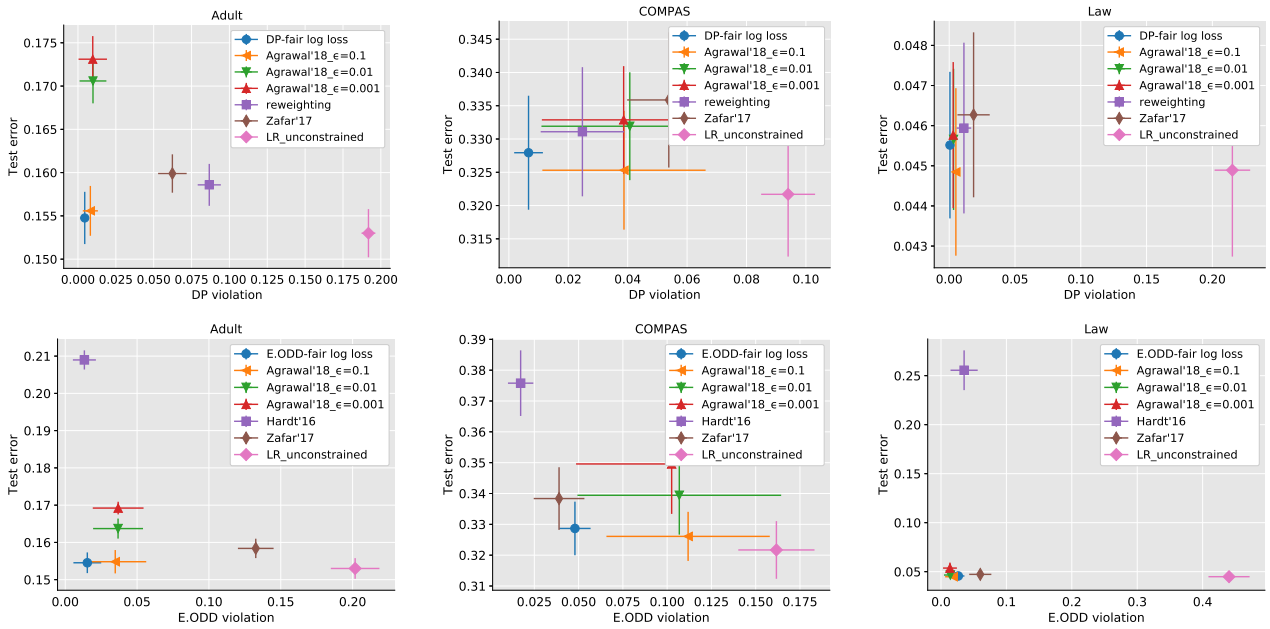 Adult
Test error
0.175
0.170
0.165
0.160
0.155
0.150
DP-fair log loss
Agrawal'18_ϵ=0.1
Agrawal'18_ϵ=0.01
Agrawal'18_ϵ=0.001
reweighting
Zafar'17
LR_unconstrained
0.000 0.025 0.050 0.075 0.100 0.125 0.150 0.175 0.200
DP violation
COMPAS
Test error
0.345
0.340
0.335
0.330
0.325
0.320
0.315
DP-fair log loss
Agrawal'18_ϵ=0.1
Agrawal'18_ϵ=0.01
Agrawal'18_ϵ=0.001
reweighting
Zafar'17
LR_unconstrained
0.00 0.02 0.04 0.06 0.08 0.10
DP violation
Law
Test error
0.048
0.047
0.046
0.045
0.044
0.043
DP-fair log loss
Agrawal'18_ϵ=0.1
Agrawal'18_ϵ=0.01
Agrawal'18_ϵ=0.001
reweighting
Zafar'17
LR_unconstrained
0.00 0.05 0.10 0.15 0.20
DP violation
Adult
Test error
0.21
0.20
0.19
0.18
0.17
0.16
0.15
E.ODD-fair log loss
Agrawal'18_ϵ=0.1
Agrawal'18_ϵ=0.01
Agrawal'18_ϵ=0.001
Hardt'16
Zafar'17
LR_unconstrained
0.00 0.05 0.10 0.15 0.20
E.ODD violation
COMPAS
Test error
0.39
0.38
0.37
0.36
0.35
0.34
0.33
0.32
0.31
E.ODD-fair log loss
Agrawal'18_ϵ=0.1
Agrawal'18_ϵ=0.01
Agrawal'18_ϵ=0.001
Hardt'16
Zafar'17
LR_unconstrained
0.025 0.050 0.075 0.100 0.125 0.150 0.175
E.ODD violation
Law
Test error
0.25
0.20
0.15
0.10
0.05
E.ODD-fair log loss
Agrawal'18_ϵ=0.1
Agrawal'18_ϵ=0.01
Agrawal'18_ϵ=0.001
Hardt'16
Zafar'17
LR_unconstrained
0.0 0.1 0.2 0.3 0.4
E.ODD violation